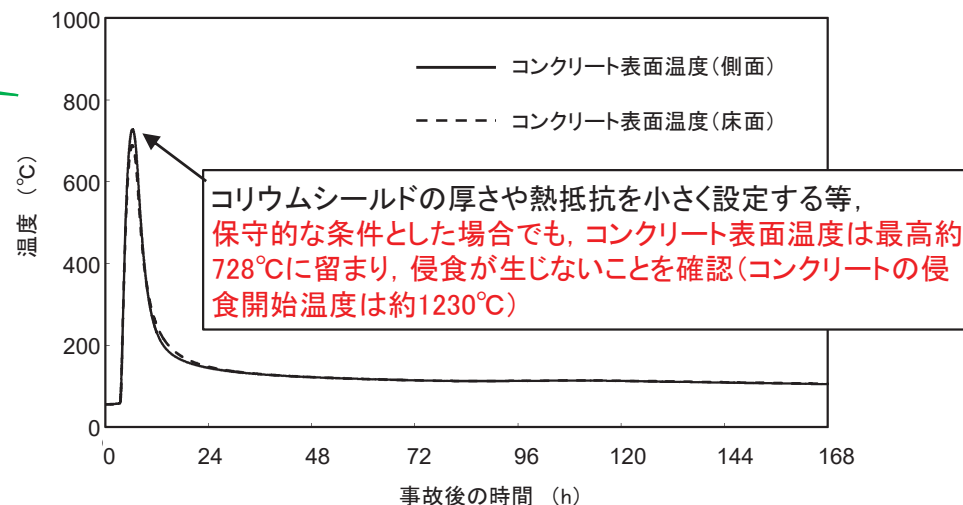 1000
800
600
400
200
0
温度 (℃)
コンクリート表面温度(側面)
コンクリート表面温度(床面)
コリウムシールドの厚さや熱抵抗を小さく設定する等,
保守的な条件とした場合でも, コンクリート表面温度は最高約
728℃に留まり, 侵食が生じないことを確認(コンクリートの侵
食開始温度は約1230℃)
0 24 48 72 96 120 144 168
事故後の時間 (h)